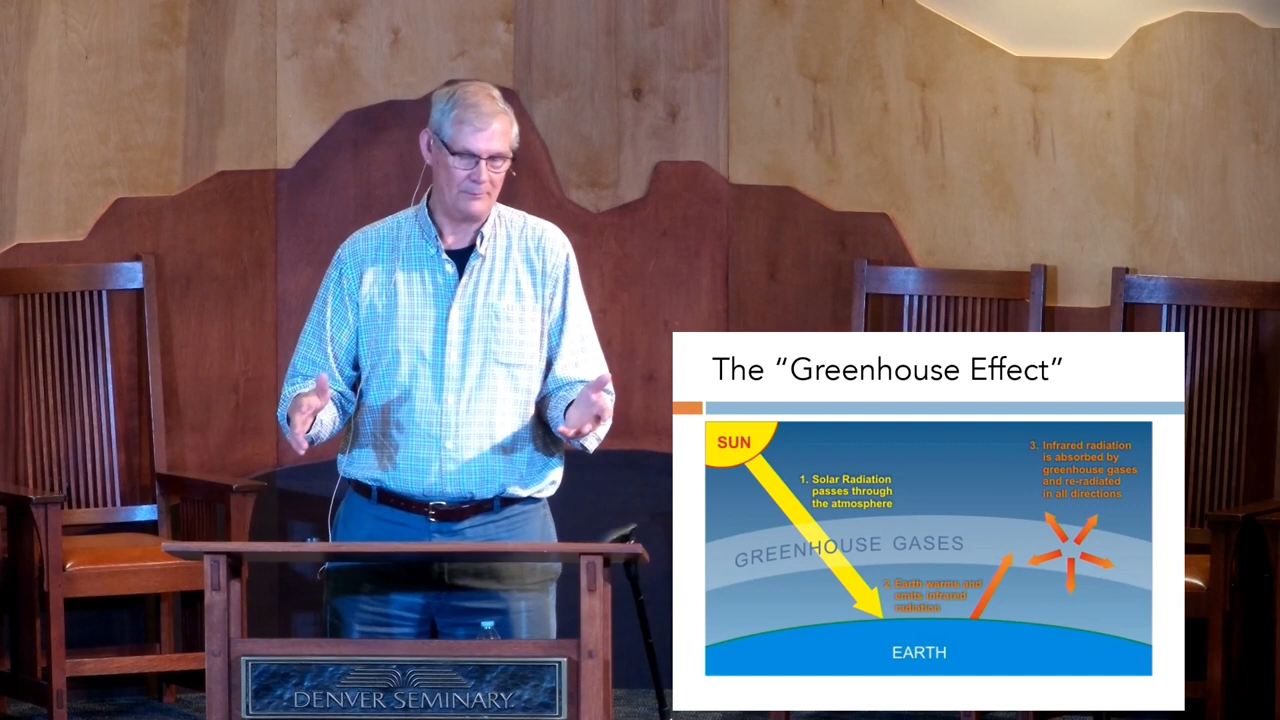 The “Greenhouse Effect”
SUN
1. Solar Radiation
passes through
the atmosphere
3. Infrared radiation
is absorbed by
greenhouse gases
and re-radiated
in all directions.
GREENHOUSE GASES
2. Earth warms and
emits infrared
radiation
EARTH
DENVER SEMINARY